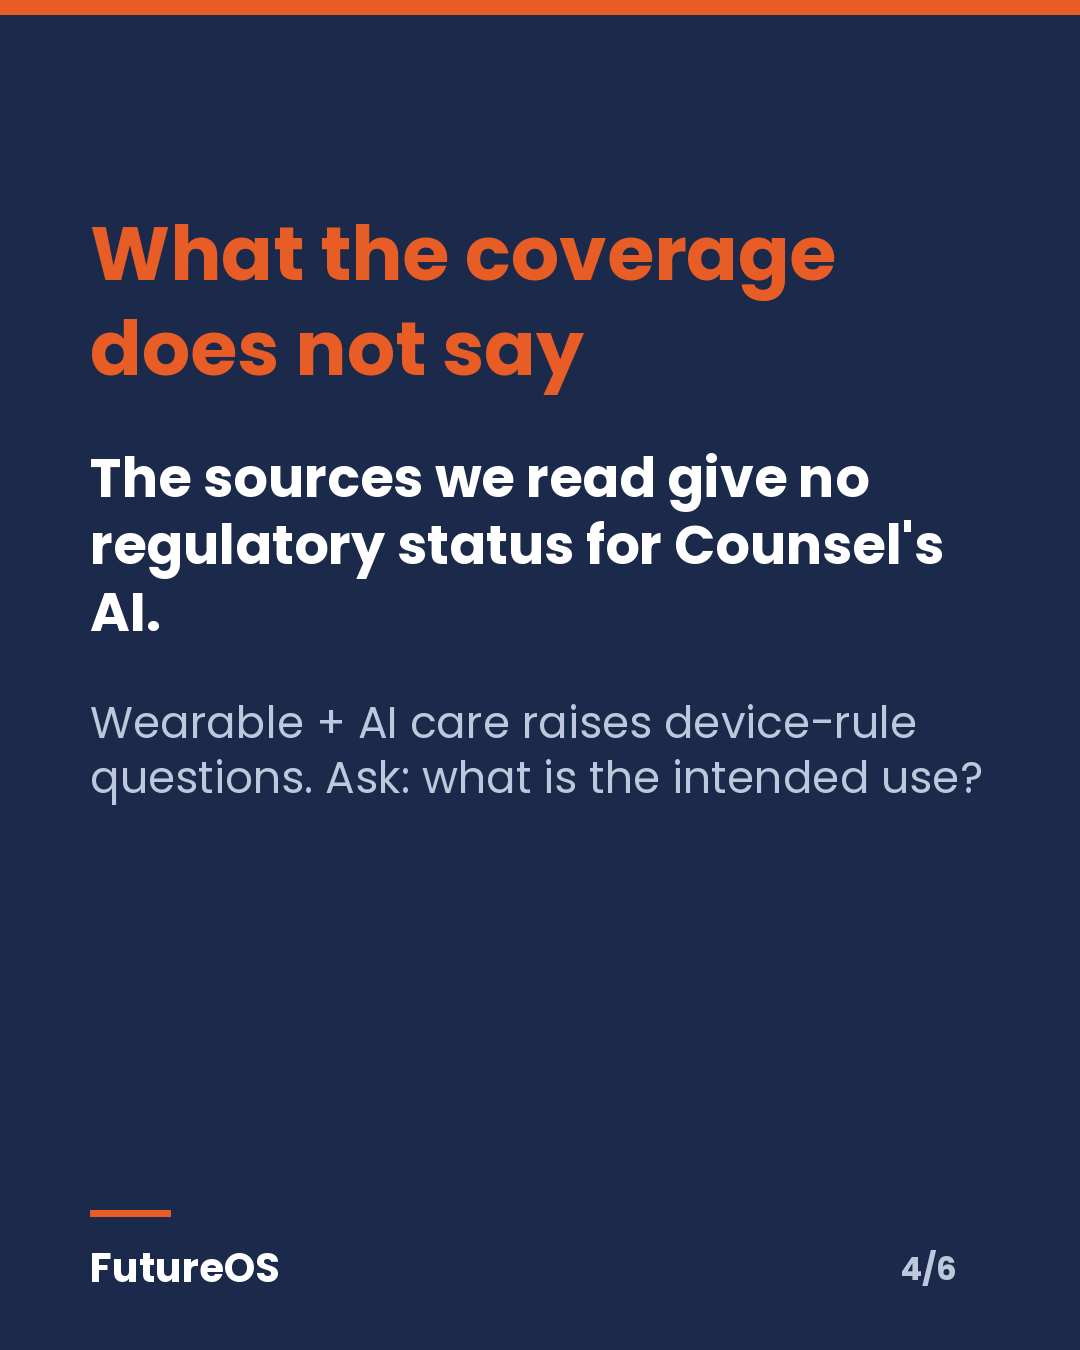 What the coverage
does not say
The sources we read give no
regulatory status for Counsel's
AI.
Wearable + AI care raises device-rule
questions. Ask: what is the intended use?
FutureOS
4/6